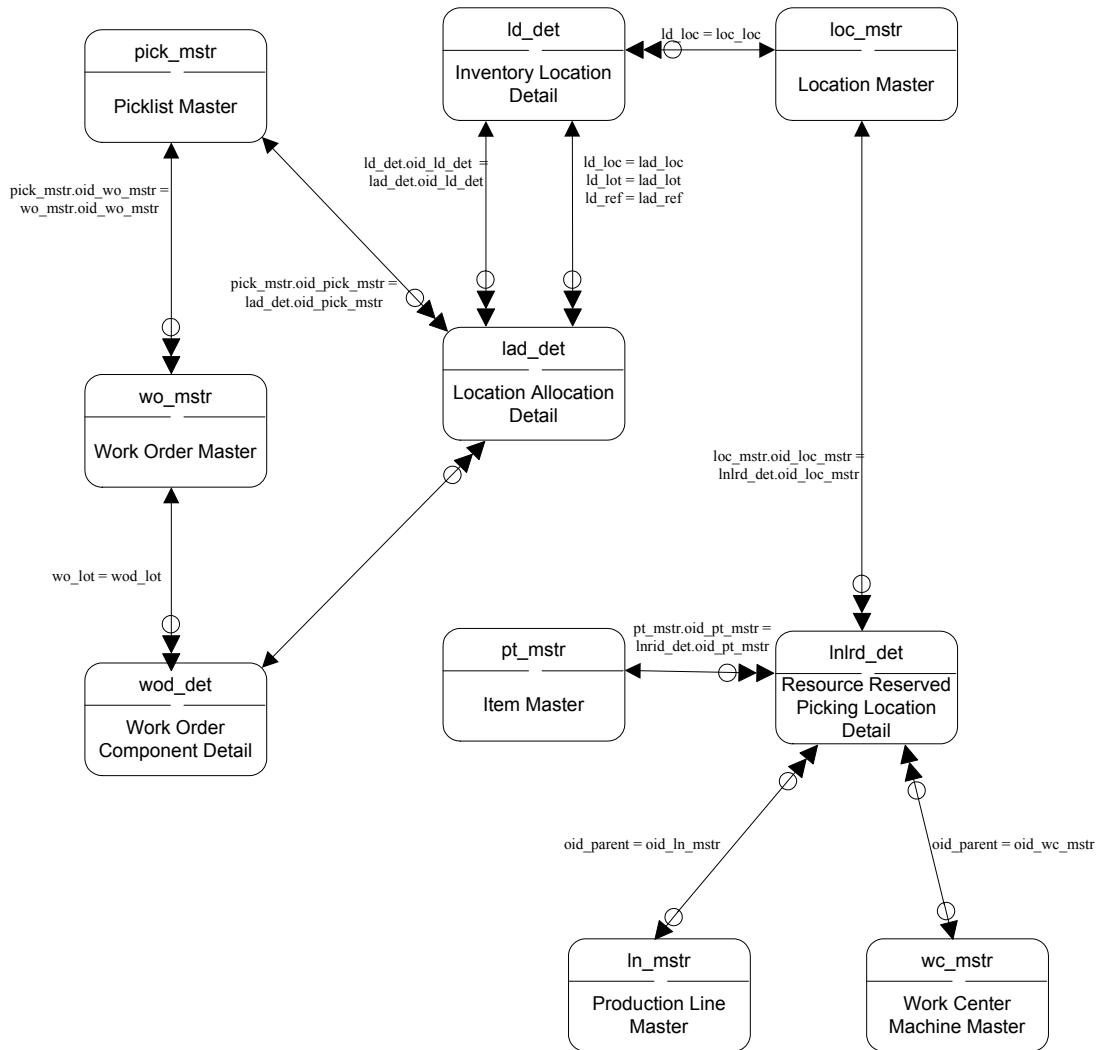 pick_mstr
Picklist Master
ld_det
Inventory Location
Detail
ld_loc = loc_loc
loc_mstr
Location Master
pick_mstr.oid_wo_mstr =
wo_mstr.oid_wo_mstr
ld_det.oid_ld_det =
lad_det.oid_ld_det
ld_loc = lad_loc
ld_lot = lad_lot
ld_ref = lad_ref
pick_mstr.oid_pick_mstr =
lad_det.oid_pick_mstr
lad_det
Location Allocation
Detail
wo_mstr
Work Order Master
loc_mstr.oid_loc_mstr =
lnlrd_det.oid_loc_mstr
wo_lot = wod_lot
wod_det
Work Order
Component Detail
pt_mstr
Item Master
pt_mstr.oid_pt_mstr =
lnrid_det.oid_pt_mstr
lnlrd_det
Resource Reserved
Picking Location
Detail
oid_parent = oid_ln_mstr
oid_parent = oid_wc_mstr
ln_mstr
Production Line
Master
wc_mstr
Work Center
Machine Master